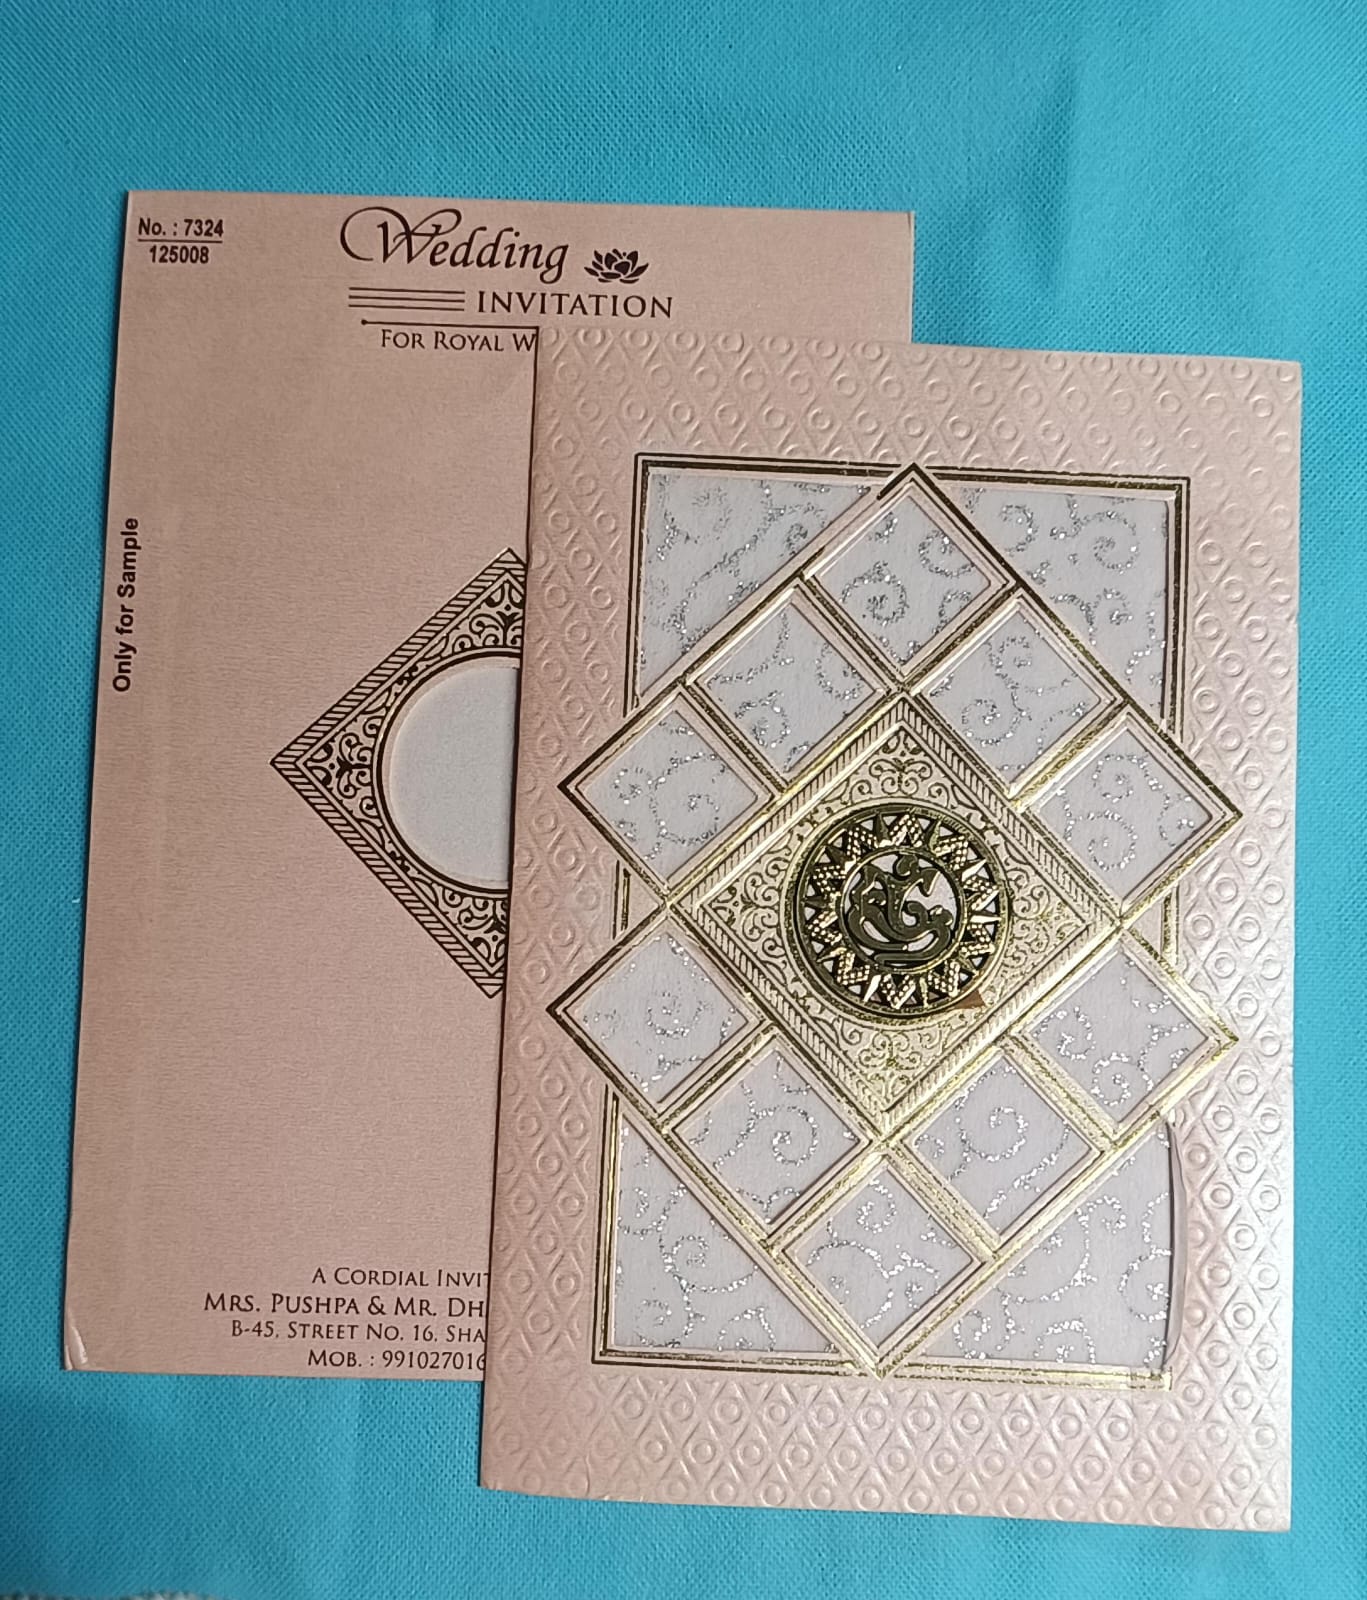 No. : 7324
125008
Wedding
INVITATION
FOR ROYAL W
Only for Sample
A CORDIAL INVIT
MRS. PUSHPA & MR. DH
B-45, STREET NO. 16, SHA
MOB. : 991027016